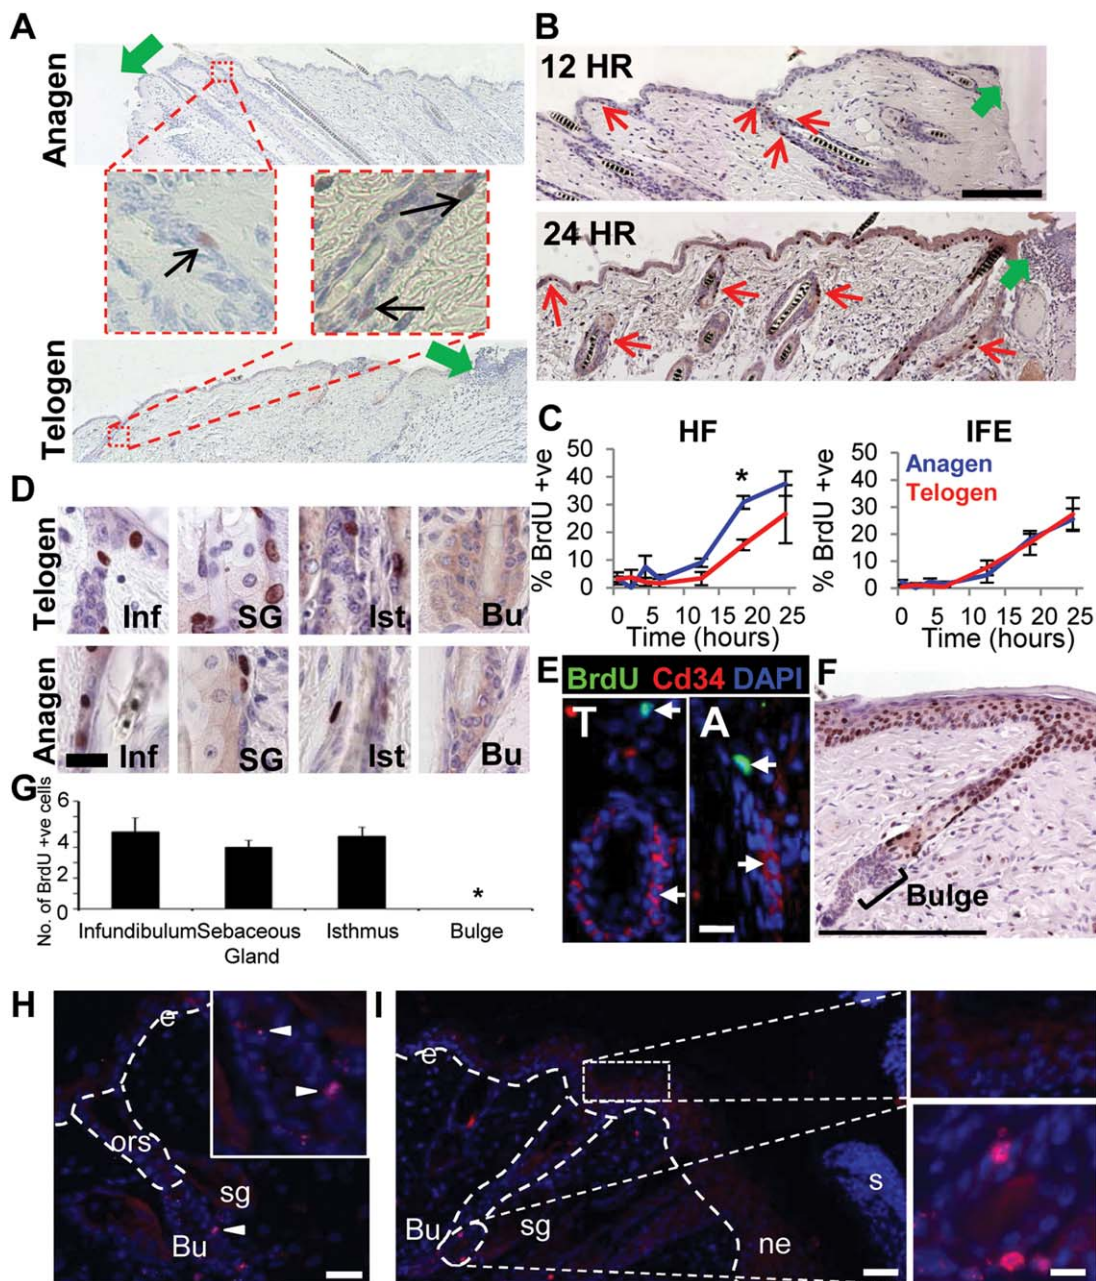 A
Anagen
Telogen
B
12 HR
24 HR
C
HF
IFE
% BrdU +ve
50
40
30
20
10
0
*
0 5 10 15 20 25
Time (hours)
% BrdU +ve
50
40
30
20
10
0
Anagen
Telogen
0 5 10 15 20 25
Time (hours)
D
Telogen
Inf
SG
Ist
Bu
Anagen
Inf
SG
Ist
Bu
E
BrdU Cd34 DAPI
T
A
F
Bulge
G
No. of BrdU +ve cells
6
4
2
0
*
Infundibulum
Sebaceous
Gland
Isthmus
Bulge
H
e
ors
sg
Bu
I
e
Bu
sg
ne
s